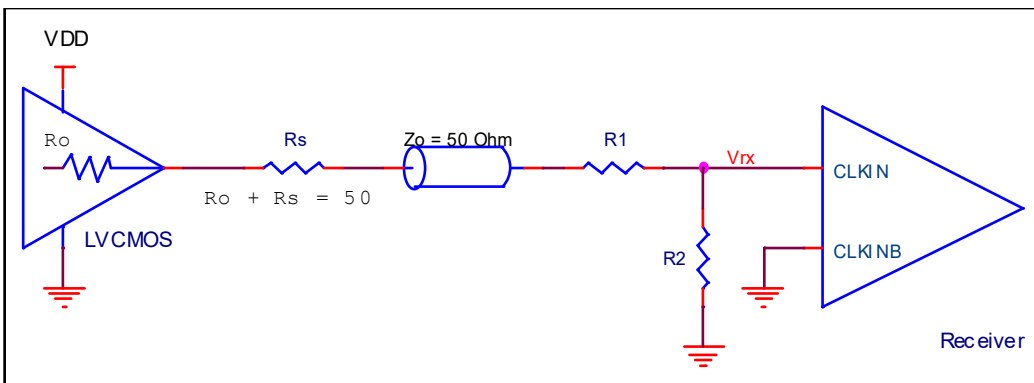 VDD
Ro
Rs
Zo = 50 Ohm
R1
Vrx
CLKIN
Ro + Rs = 50
LVCMOS
R2
CLKINB
Receiver